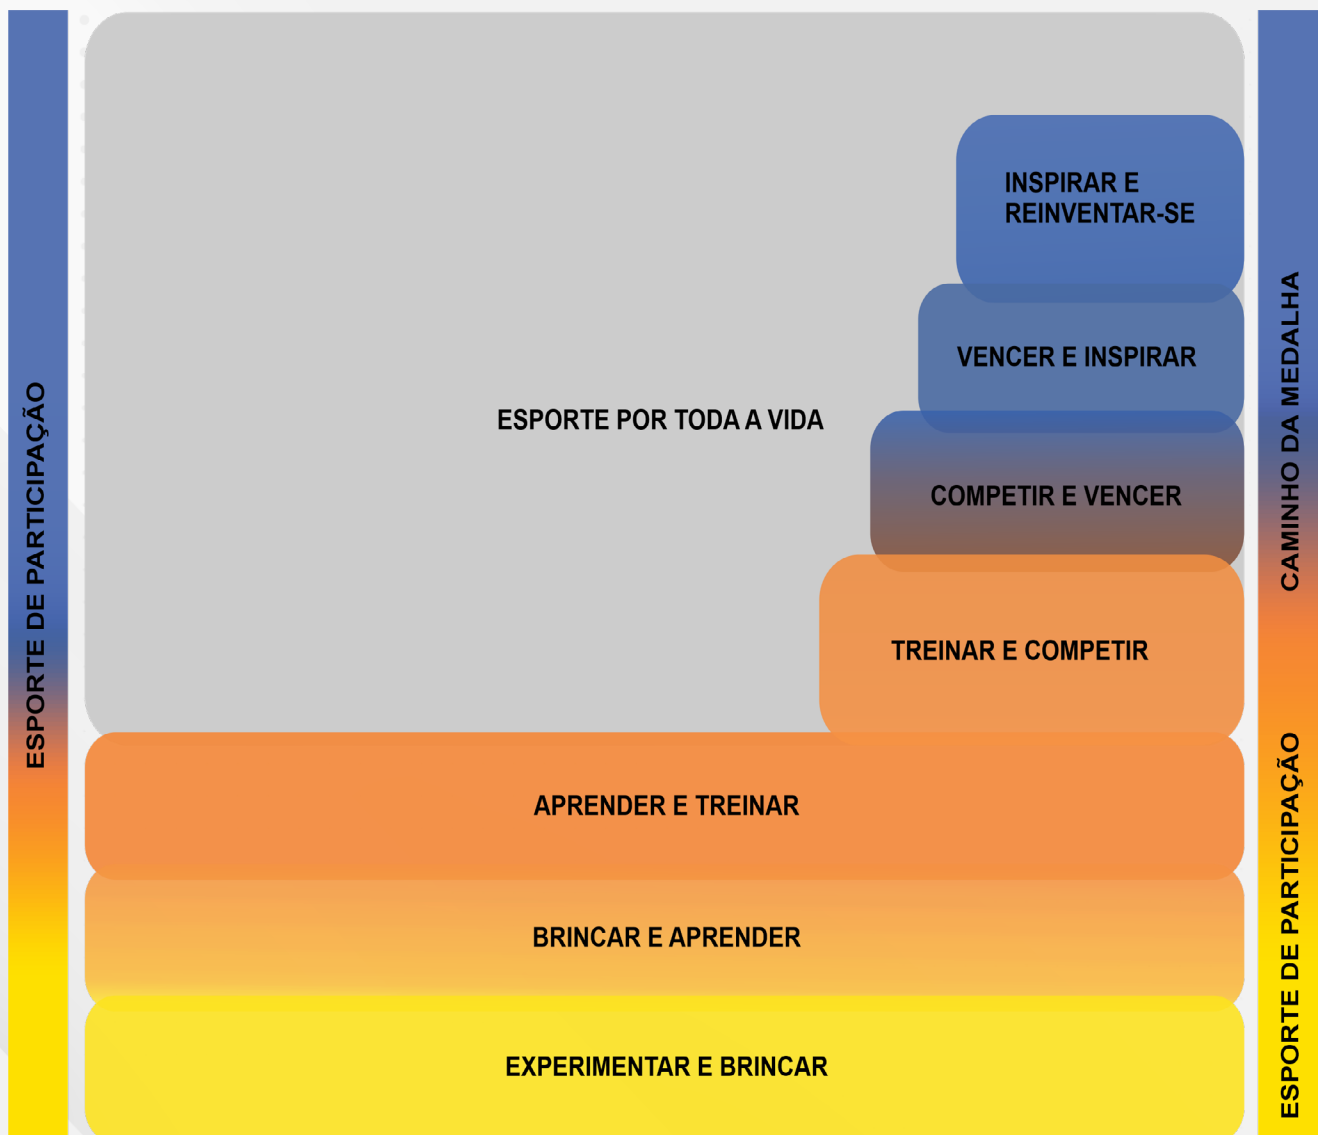 ESPORTE DE PARTICIPAÇÃO
INSPIRAR E
REINVENTAR-SE
VENCER E INSPIRAR
ESPORTE POR TODA A VIDA
COMPETIR E VENCER
TREINAR E COMPETIR
APRENDER E TREINAR
BRINCAR E APRENDER
EXPERIMENTAR E BRINCAR
CAMINHO DA MEDALHA
ESPORTE DE PARTICIPAÇÃO